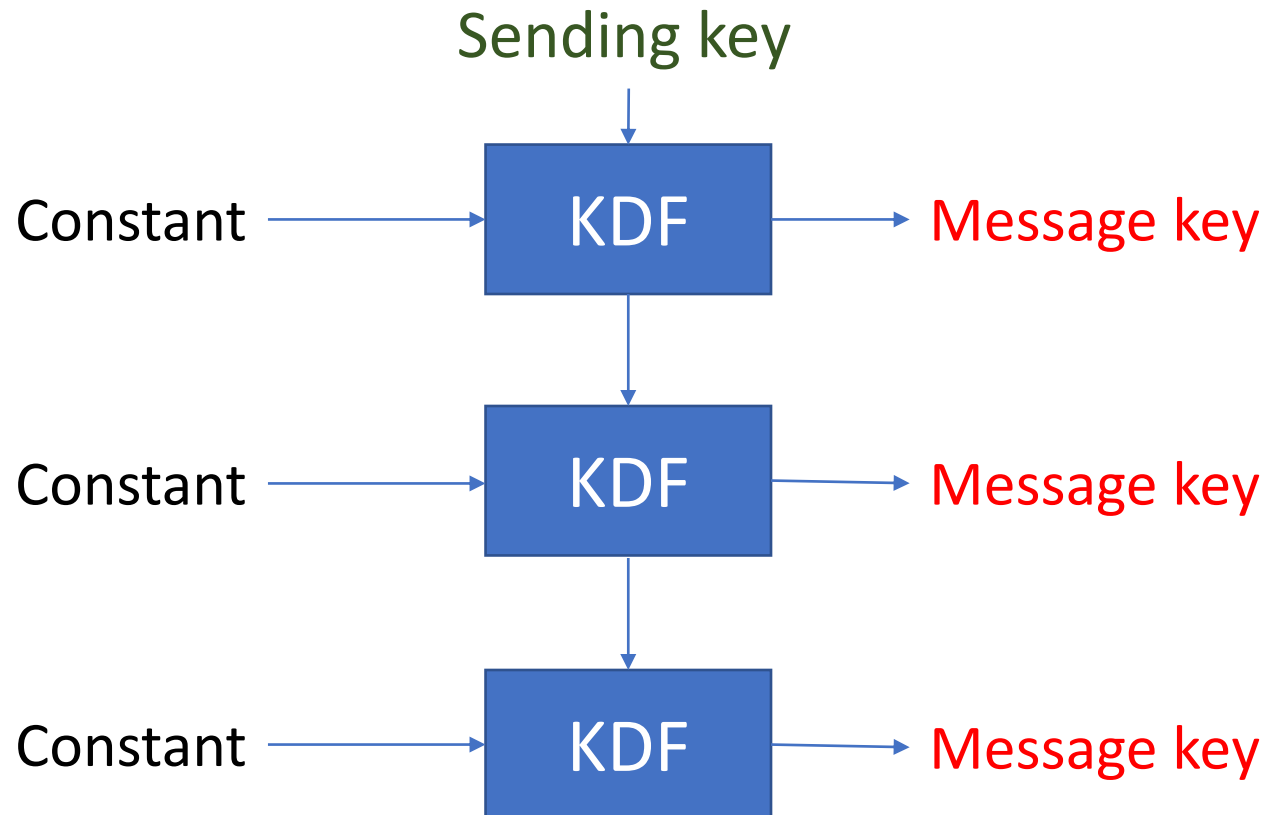 Sending key
Constant
KDF
Message key
Constant
KDF
Message key
Constant
KDF
Message key